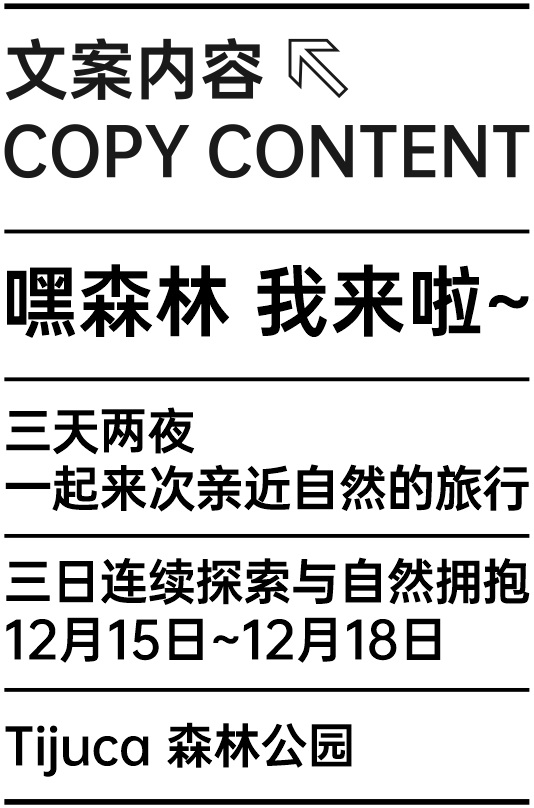 文案内容
COPY CONTENT
嘿森林 我来啦~
三天两夜
一起来次亲近自然的旅行
三日连续探索与自然拥抱
12月15日~12月18日
Tijuca 森林公园